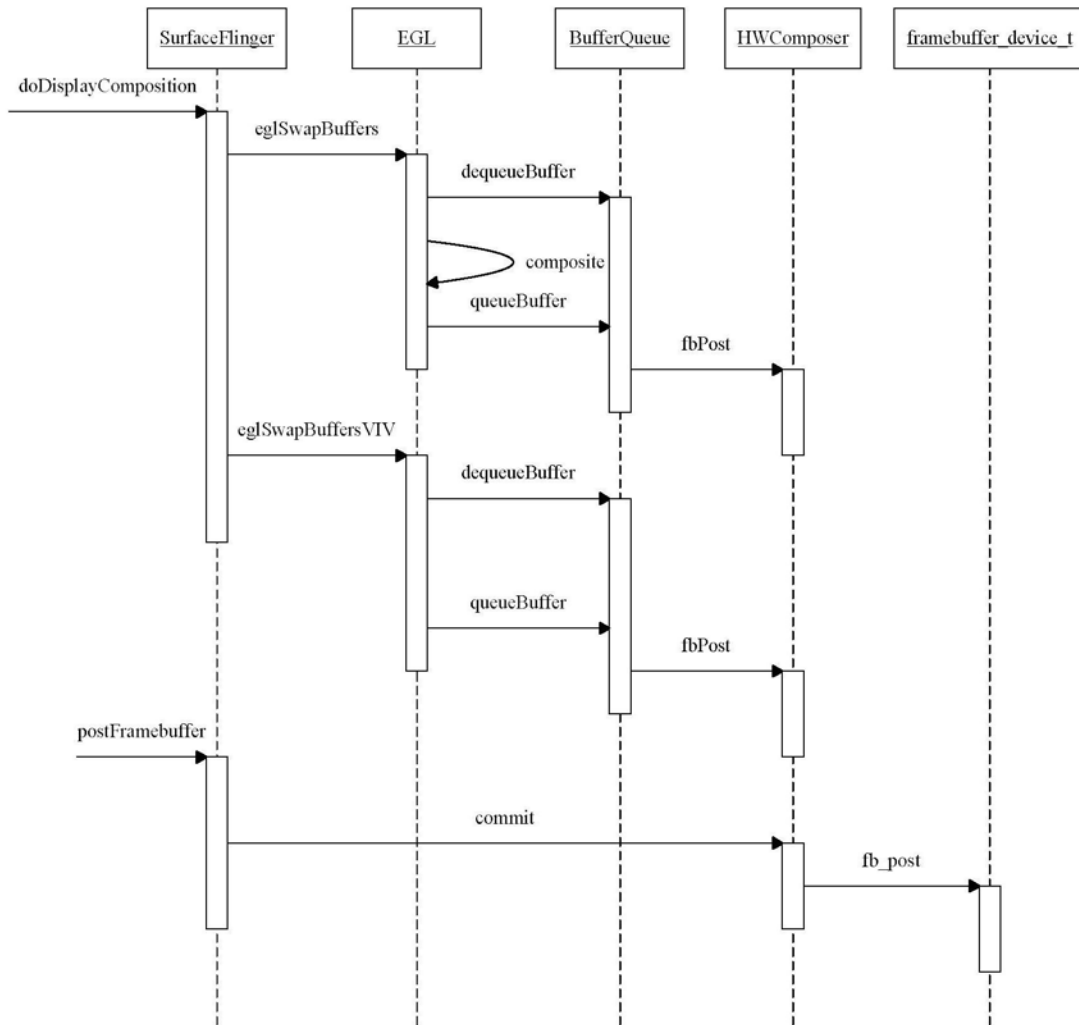 SurfaceFlinger
EGL
BufferQueue
HWComposer
framebuffer_device_t
doDisplayComposition
eglSwapBuffers
dequeueBuffer
composite
queueBuffer
fbPost
eglSwapBuffersVIV
dequeueBuffer
queueBuffer
fbPost
postFramebuffer
commit
fb_post